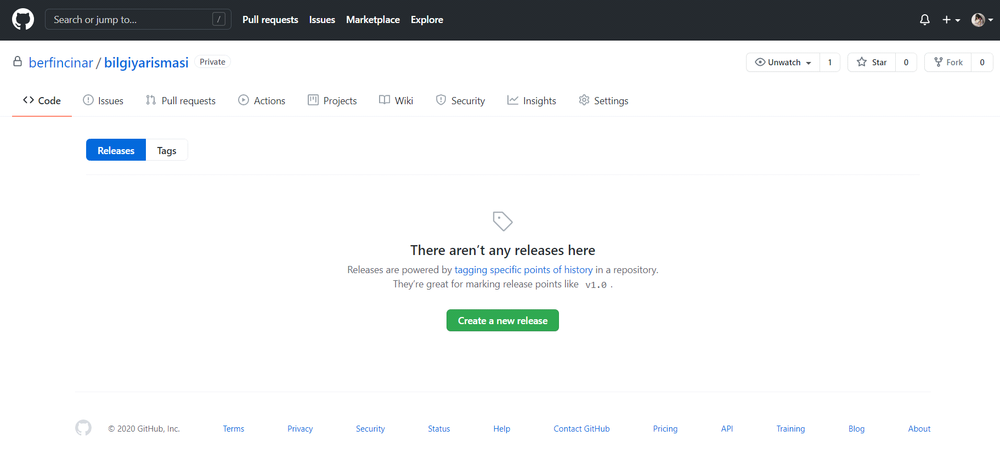 Search or jump to... /
Pull requests Issues Marketplace Explore
berfincinar / bilgiyarismasi Private
Unwatch 1 Star 0 Fork 0
Code Issues Pull requests Actions Projects Wiki Security Insights Settings
Releases Tags
There aren’t any releases here
Releases are powered by tagging specific points of history in a repository.
They’re great for marking release points like v1.0 .
Create a new release
© 2020 GitHub, Inc. Terms Privacy Security Status Help Contact GitHub Pricing API Training Blog About